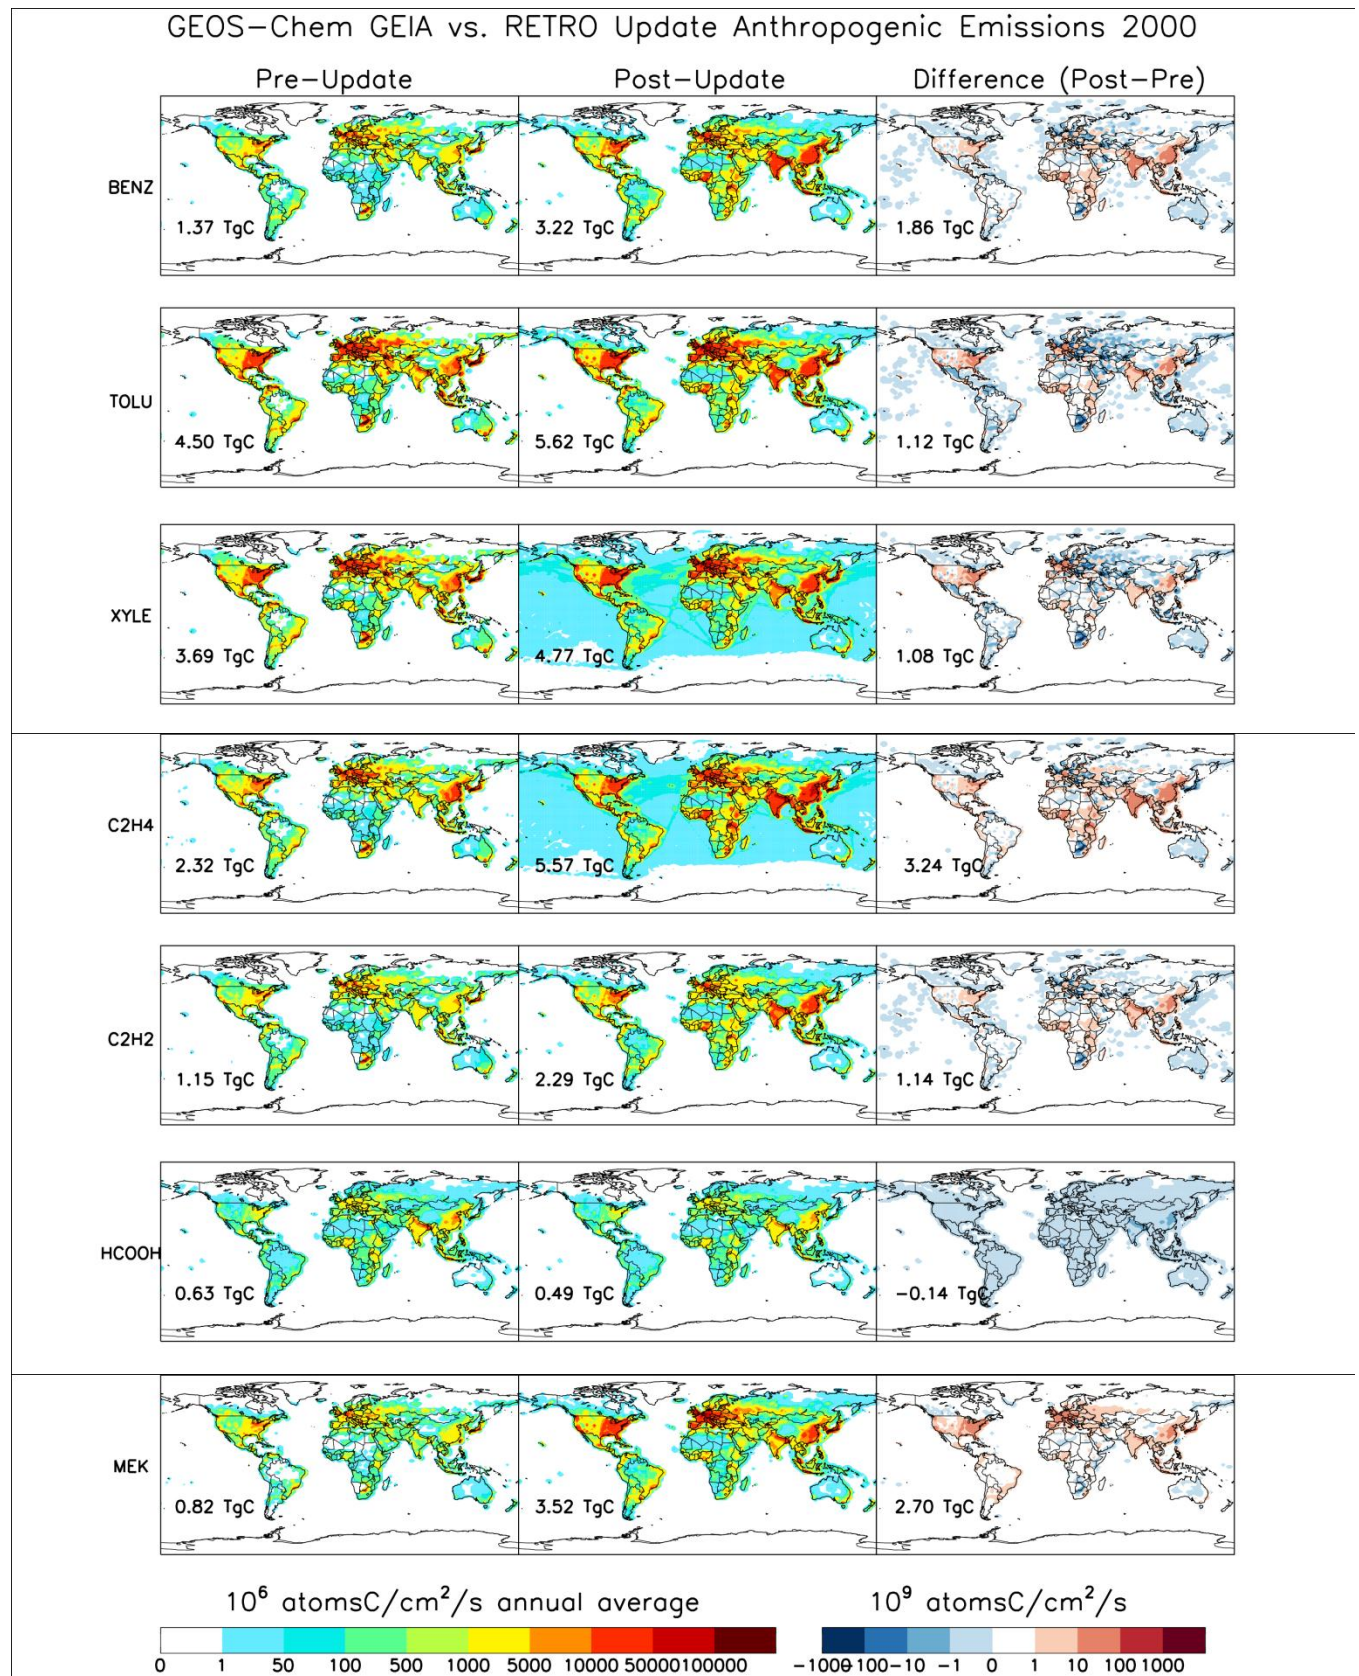 GEOS-Chem GEIA vs. RETRO Update Anthropogenic Emissions 2000
Pre-Update Post-Update Difference (Post-Pre)
BENZ 1.37 TgC 3.22 TgC 1.86 TgC
TOLU 4.50 TgC 5.62 TgC 1.12 TgC
XYLE 3.69 TgC 4.77 TgC 1.08 TgC
C2H4 2.32 TgC 5.57 TgC 3.24 TgC
C2H2 1.15 TgC 2.29 TgC 1.14 TgC
HCOOH 0.63 TgC 0.49 TgC -0.14 TgC
MEK 0.82 TgC 3.52 TgC 2.70 TgC
10⁶ atomsC/cm²/s annual average 10⁹ atomsC/cm²/s
0 1 50 100 500 1000 5000 10000 50000 100000 -1000 -100 -10 -1 0 1 10 100 1000